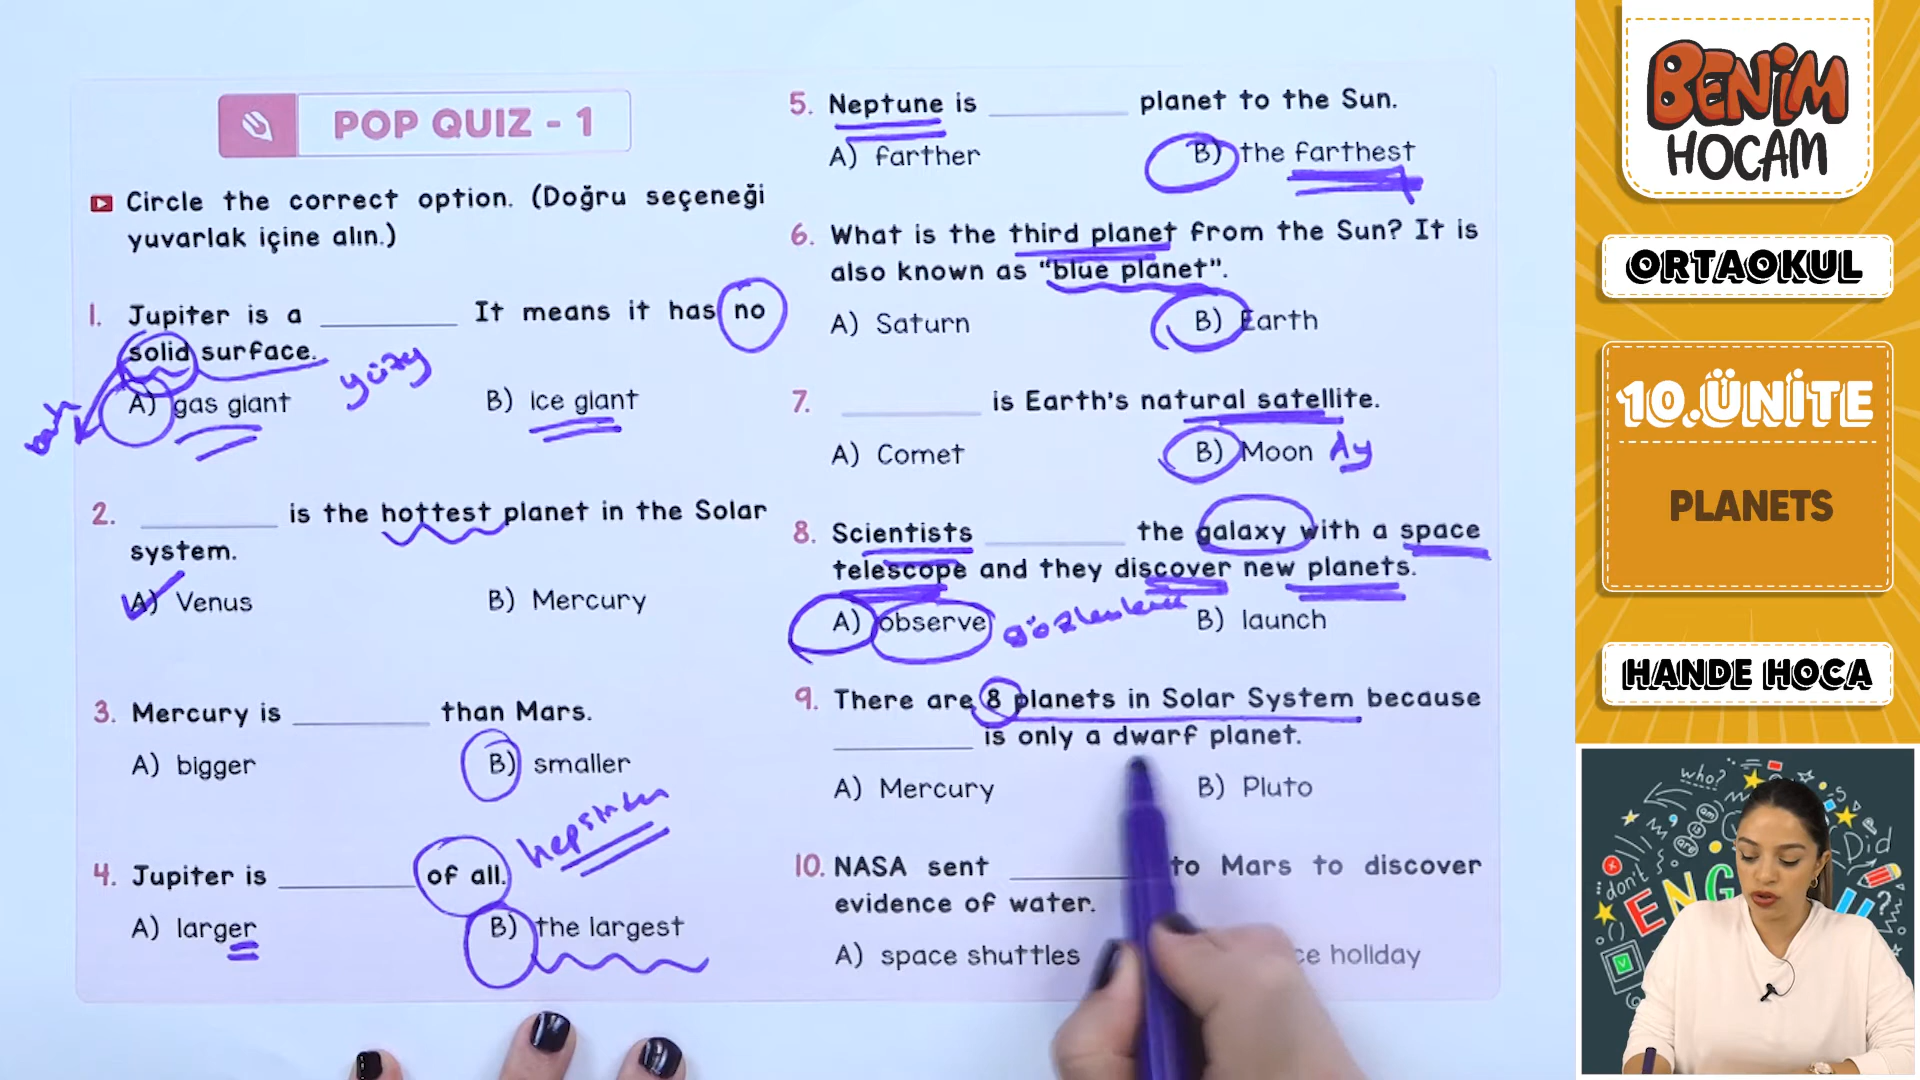 POP QUIZ - 1
Circle the correct option. (Doğru seçeneği
yuvarlak içine alın.)
1. Jupiter is a ________ It means it has no
solid surface.
yüzey
A) gas giant B) ice giant
2. ________ is the hottest planet in the Solar
system.
A) Venus B) Mercury
3. Mercury is ________ than Mars.
A) bigger B) smaller
hepsinden
4. Jupiter is ________ of all.
A) larger B) the largest
5. Neptune is ________ planet to the Sun.
A) farther B) the farthest
6. What is the third planet from the Sun? It is
also known as "blue planet".
A) Saturn B) Earth
7. ________ is Earth's natural satellite.
A) Comet B) Moon Ay
8. Scientists ________ the galaxy with a space
telescope and they discover new planets.
A) observe B) launch
9. There are 8 planets in Solar System because
________ is only a dwarf planet.
A) Mercury B) Pluto
10. NASA sent ________ to Mars to discover
evidence of water.
A) space shuttles ce holiday
BENİM
HOCAM
ORTAOKUL
10.ÜNİTE
PLANETS
HANDE HOCA
who?
Did
don't
are
ENG
U
?